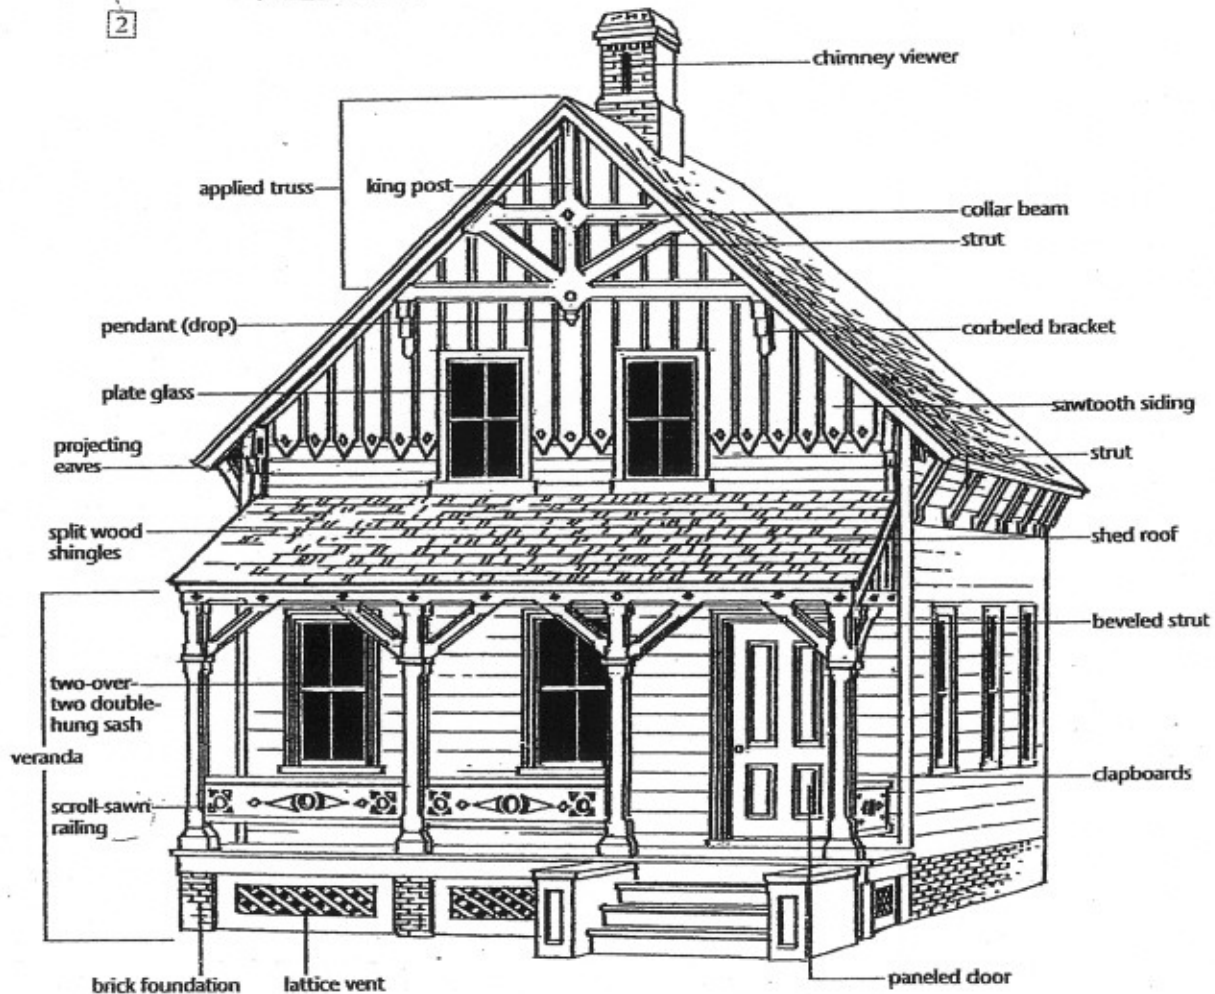 2
chimney viewer
applied truss
king post
collar beam
strut
pendant (drop)
corbeled bracket
plate glass
sawtooth siding
projecting
eaves
strut
split wood
shingles
shed roof
beveled strut
two-over-
two double-
hung sash
veranda
clapboards
scroll-sawn
railing
brick foundation
lattice vent
paneled door